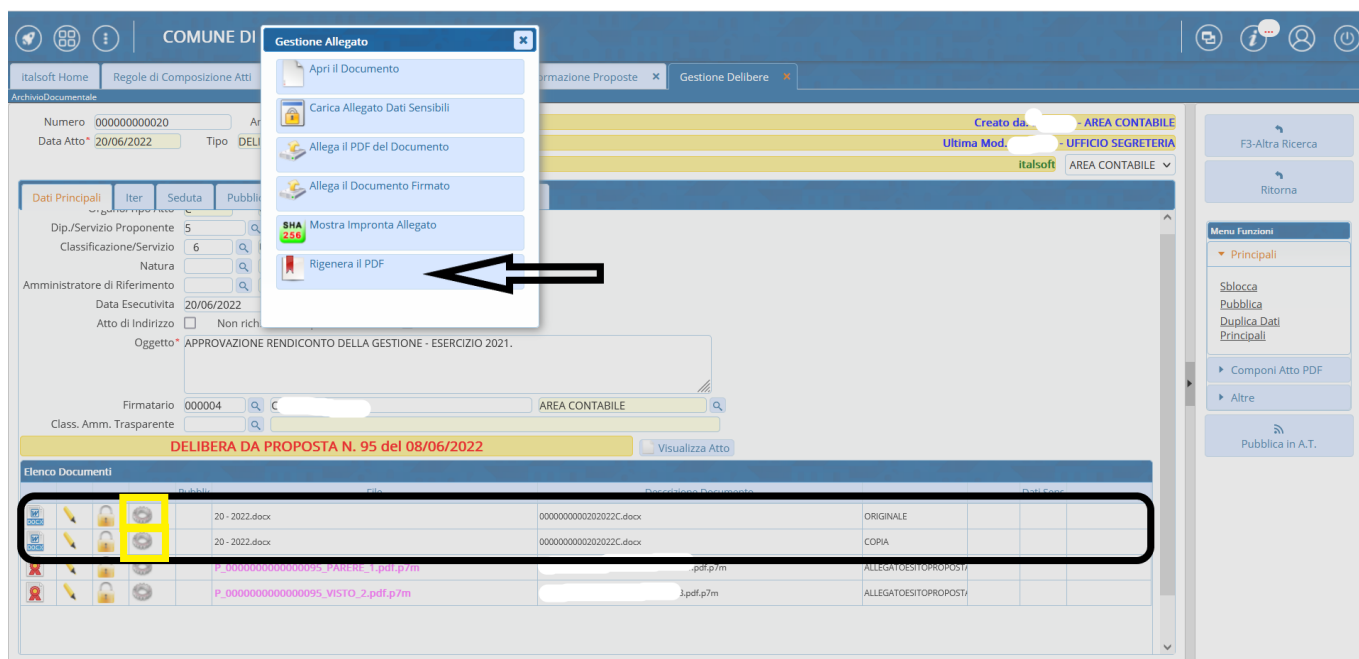 COMUNE DI
...
italsoft Home
Regole di Composizione Atti
ormazione Proposte ×
Gestione Delibere ×
ArchivioDocumentale
Gestione Allegato
Apri il Documento
Carica Allegato Dati Sensibili
Allega il PDF del Documento
Allega il Documento Firmato
SHA 256 Mostra Impronta Allegato
Rigenera il PDF
Numero 000000000020
Creato da. - AREA CONTABILE
Data Atto* 20/06/2022 Tipo DELI
Ultima Mod. - UFFICIO SEGRETERIA
italsoft AREA CONTABILE
Dati Principali Iter Seduta Pubblic
Dip./Servizio Proponente 5
Classificazione/Servizio 6
Natura
Amministratore di Riferimento
Data Esecutivita 20/06/2022
Atto di Indirizzo Non rich
Oggetto* APPROVAZIONE RENDICONTO DELLA GESTIONE - ESERCIZIO 2021.
Firmatario 000004 AREA CONTABILE
Class. Amm. Trasparente
DELIBERA DA PROPOSTA N. 95 del 08/06/2022 Visualizza Atto
Elenco Documenti
File Descrizione Documento Dati Sens
DOCX 20 - 2022.docx 0000000000202022C.docx ORIGINALE
DOCX 20 - 2022.docx 0000000000202022C.docx COPIA
P_0000000000000095_PARERE_1.pdf.p7m .pdf.p7m ALLEGATOESITOPROPOSTA
P_0000000000000095_VISTO_2.pdf.p7m 3.pdf.p7m ALLEGATOESITOPROPOSTA
F3-Altra Ricerca
Ritorna
Menu Funzioni
Principali
Sblocca
Pubblica
Duplica Dati
Principali
Componi Atto PDF
Altre
Pubblica in A.T.